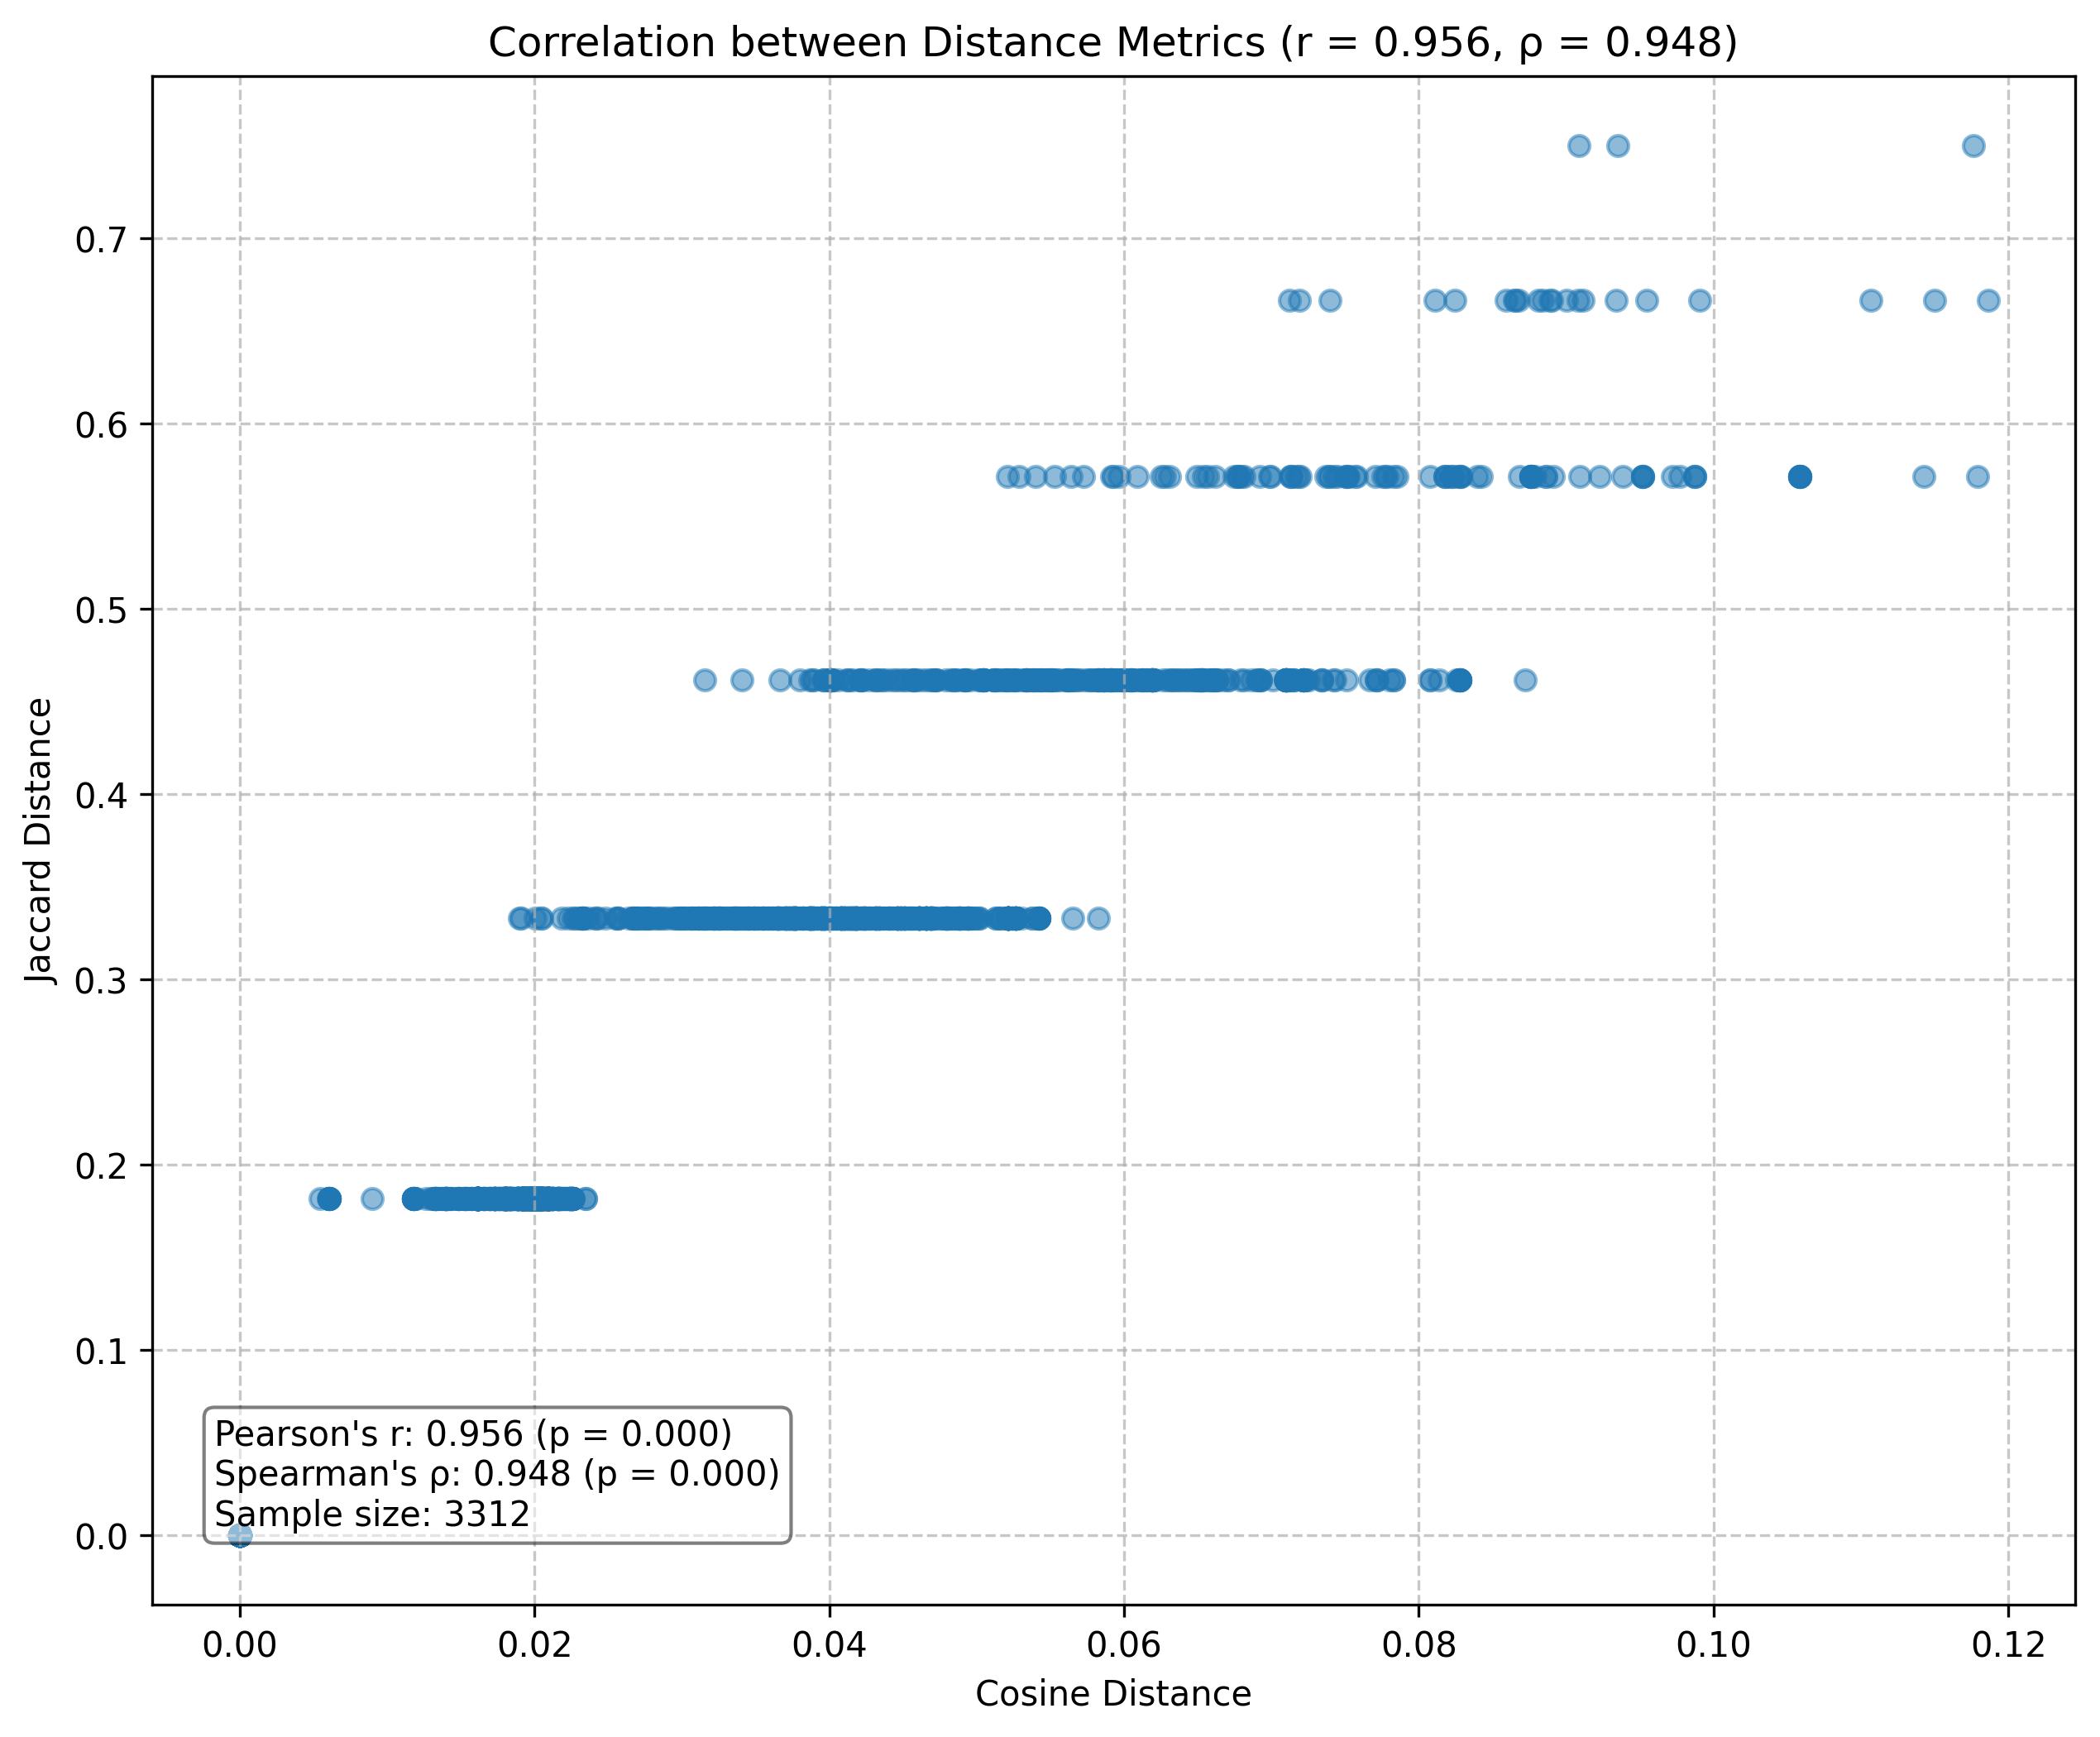 Correlation between Distance Metrics (r = 0.956, ρ = 0.948)
Jaccard Distance
0.7
0.6
0.5
0.4
0.3
0.2
0.1
0.0
Pearson's r: 0.956 (p = 0.000)
Spearman's ρ: 0.948 (p = 0.000)
Sample size: 3312
0.00 0.02 0.04 0.06 0.08 0.10 0.12
Cosine Distance